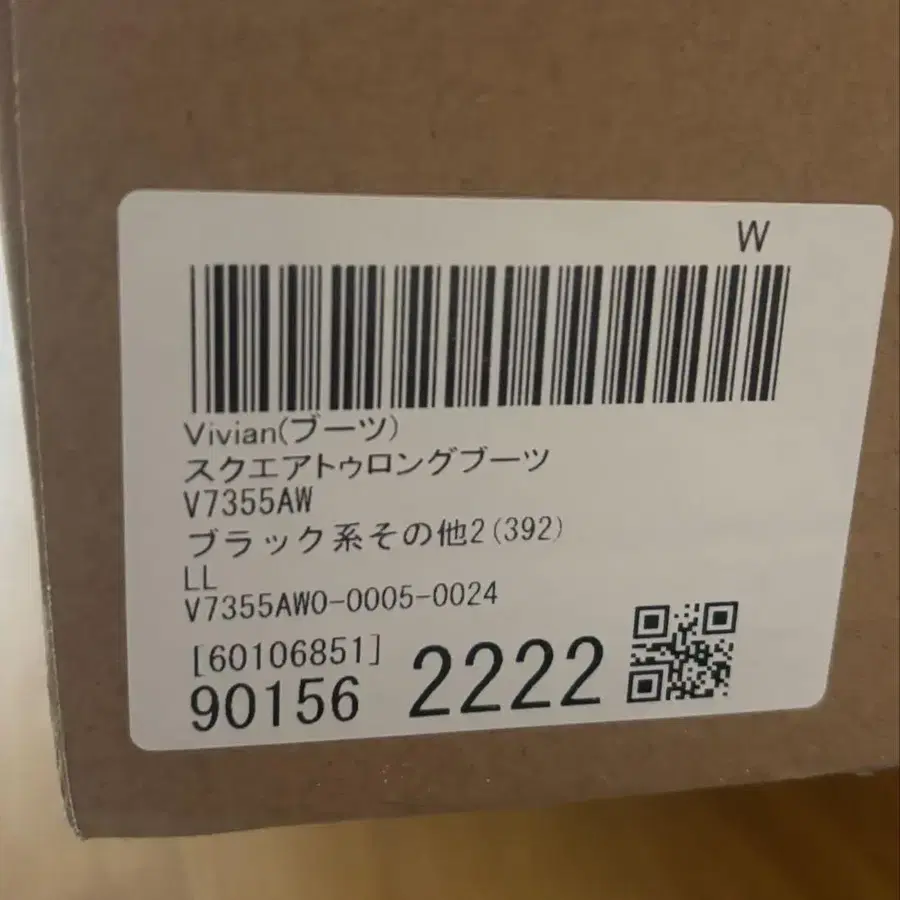 W
Vivian(ブーツ)
スクエアトゥロングブーツ
V7355AW
ブラック系その他2(392)
LL
V7355AW0-0005-0024
[60106851]
90156 2222